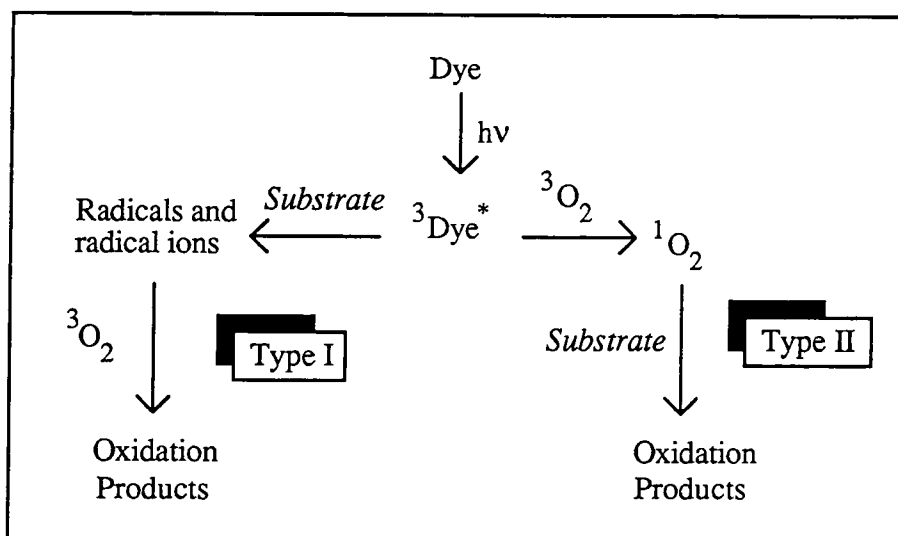 Dye
hν
Substrate
³Dye*
³O₂
Radicals and
radical ions
¹O₂
³O₂
Type I
Substrate
Type II
Oxidation
Products
Oxidation
Products